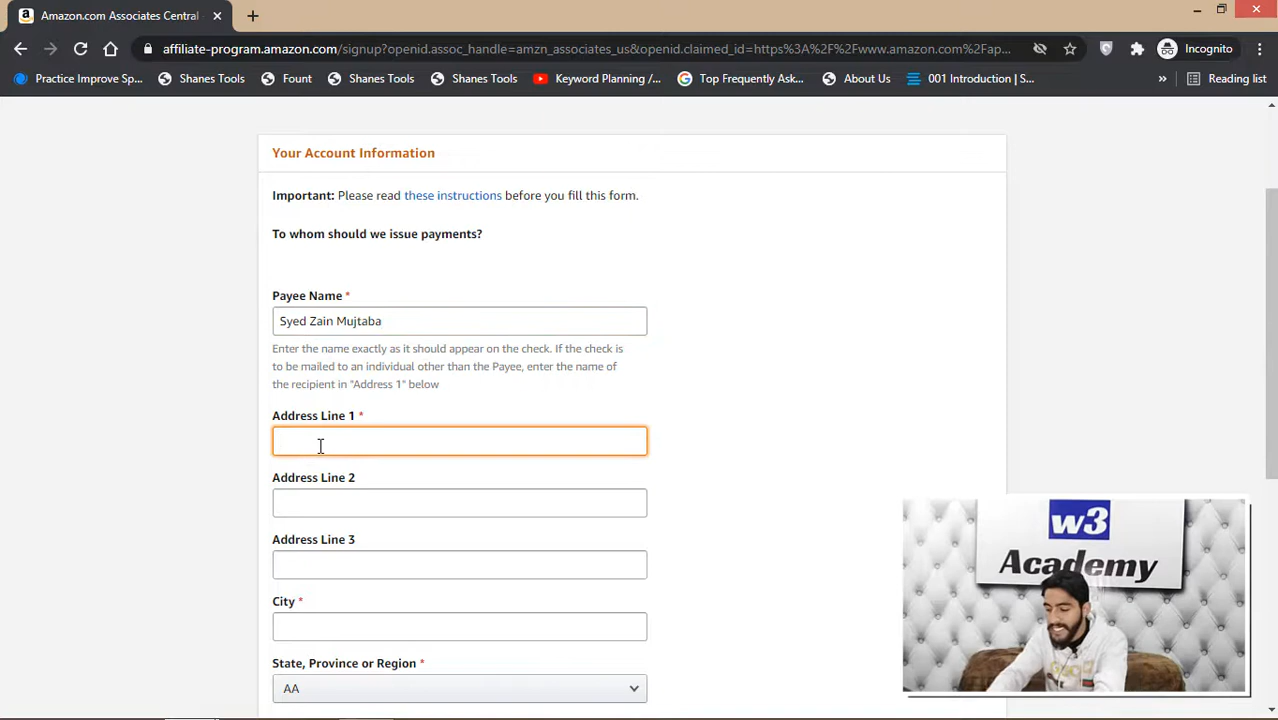 Amazon.com Associates Central
affiliate-program.amazon.com/signup?openid.assoc_handle=amzn_associates_us&openid.claimed_id=https%3A%2F%2Fwww.amazon.com%2Fap...
Incognito
Practice Improve Sp...
Shanes Tools
Fount
Shanes Tools
Shanes Tools
Keyword Planning /...
Top Frequently Ask...
About Us
001 Introduction | S...
»
Reading list
Your Account Information
Important: Please read these instructions before you fill this form.
To whom should we issue payments?
Payee Name *
Syed Zain Mujtaba
Enter the name exactly as it should appear on the check. If the check is
to be mailed to an individual other than the Payee, enter the name of
the recipient in "Address 1" below
Address Line 1 *
Address Line 2
Address Line 3
City *
State, Province or Region *
AA
w3
Academy